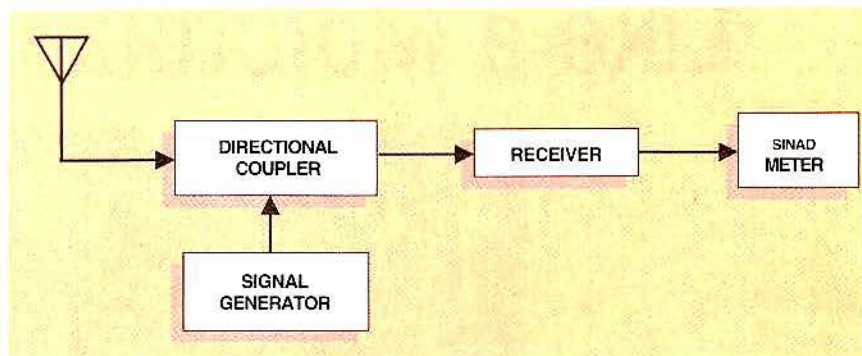 DIRECTIONAL
COUPLER
RECEIVER
SINAD
METER
SIGNAL
GENERATOR